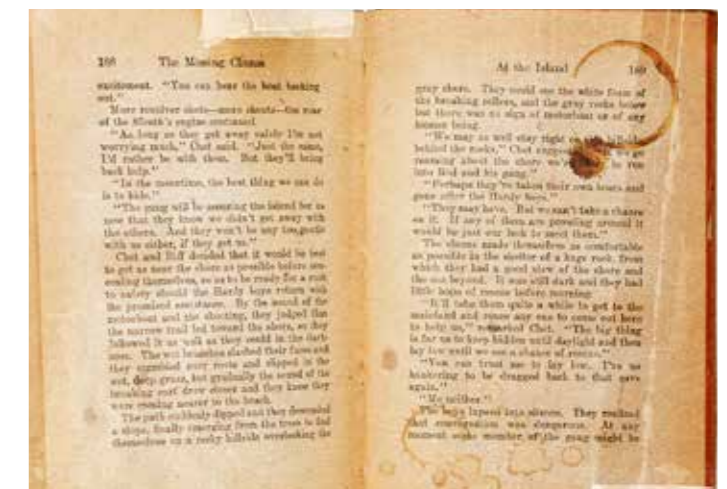 168 The Missing Chums
excitement. "You can hear the boat backing
out."
More revolver shots—more shouts—the roar
of the Sleuth's engine continued.
"As long as they get away safely I'm not
worrying much," Chet said. "Just the same,
I'd rather be with them. But they'll bring
back help."
"In the meantime, the best thing we can do
is to hide."
"The gang will be scouring the island for us
now that they know we didn't get away with
the others. And they won't be any too gentle
with us either, if they get us."
Chet and Biff decided that it would be best
to get as near the shore as possible before
themselves, so as to be ready for a
to safety should the Hardy boys return with
the promised assistance. By the sound of the
motorboat and the shouting, they judged that
the narrow trail led toward the shore, so they
followed it as well as they could in the dark-
ness. The wet branches slashed their faces and
they over roots and slipped in the
wet, deep grass, but gradually the sound of the
breaking surf drew closer and they knew they
were coming nearer to the beach.
The path suddenly dipped and they descended
a slope, finally emerging from the trees to find
themselves on a rocky hillside overlooking the
At the Island 169
gray shore. They could see the white foam of
the breaking rollers, and the gray rocks below
but there was no sign of motorboat or of any
human being.
"We may as well stay right on hillside
behind the rocks," Chet we go
roaming about the shore we're be run
into Red and his gang."
"Perhaps they've taken their own boats and
gone after the Hardy boys."
"They may have. But we can't take a chance
on it. If any of them are prowling around it
would be just our luck to meet them."
The chums made themselves as comfortable
as possible in the shelter of a huge rock from
which they had a good view of the shore and
the sea beyond. It was still dark and they had
little hope of rescue before morning.
"It'll take them quite a while to get to the
mainland and rouse any one to come out here
to help us," remarked Chet. "The big thing
is for us to keep hidden until daylight and then
lay low until we see a chance of rescue."
"You can trust me to lay low. I've no
hankering to be dragged back to that cave
again."
"Me neither."
The boys lapsed into silence. They realized
that conversation was dangerous. At any
moment some member of the gang might be